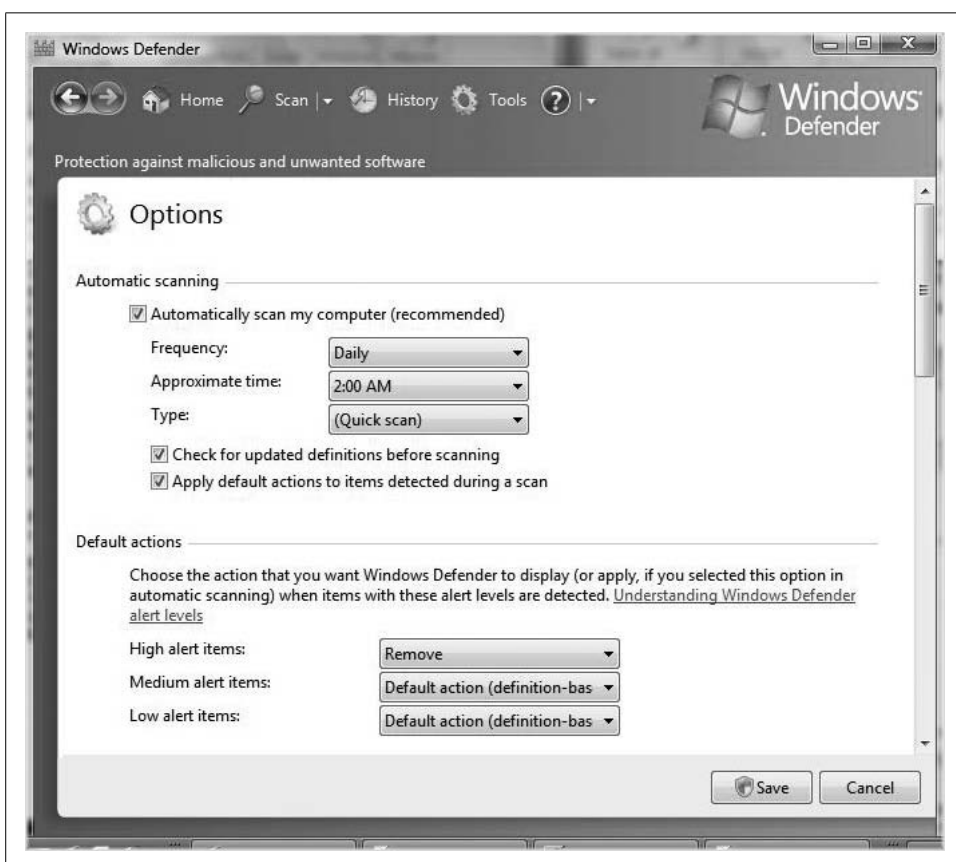 Windows Defender
Home Scan History Tools ?
Windows
Defender
Protection against malicious and unwanted software
Options
Automatic scanning
Automatically scan my computer (recommended)
Frequency: Daily
Approximate time: 2:00 AM
Type: (Quick scan)
Check for updated definitions before scanning
Apply default actions to items detected during a scan
Default actions
Choose the action that you want Windows Defender to display (or apply, if you selected this option in
automatic scanning) when items with these alert levels are detected. Understanding Windows Defender
alert levels
High alert items: Remove
Medium alert items: Default action (definition-bas
Low alert items: Default action (definition-bas
Save Cancel